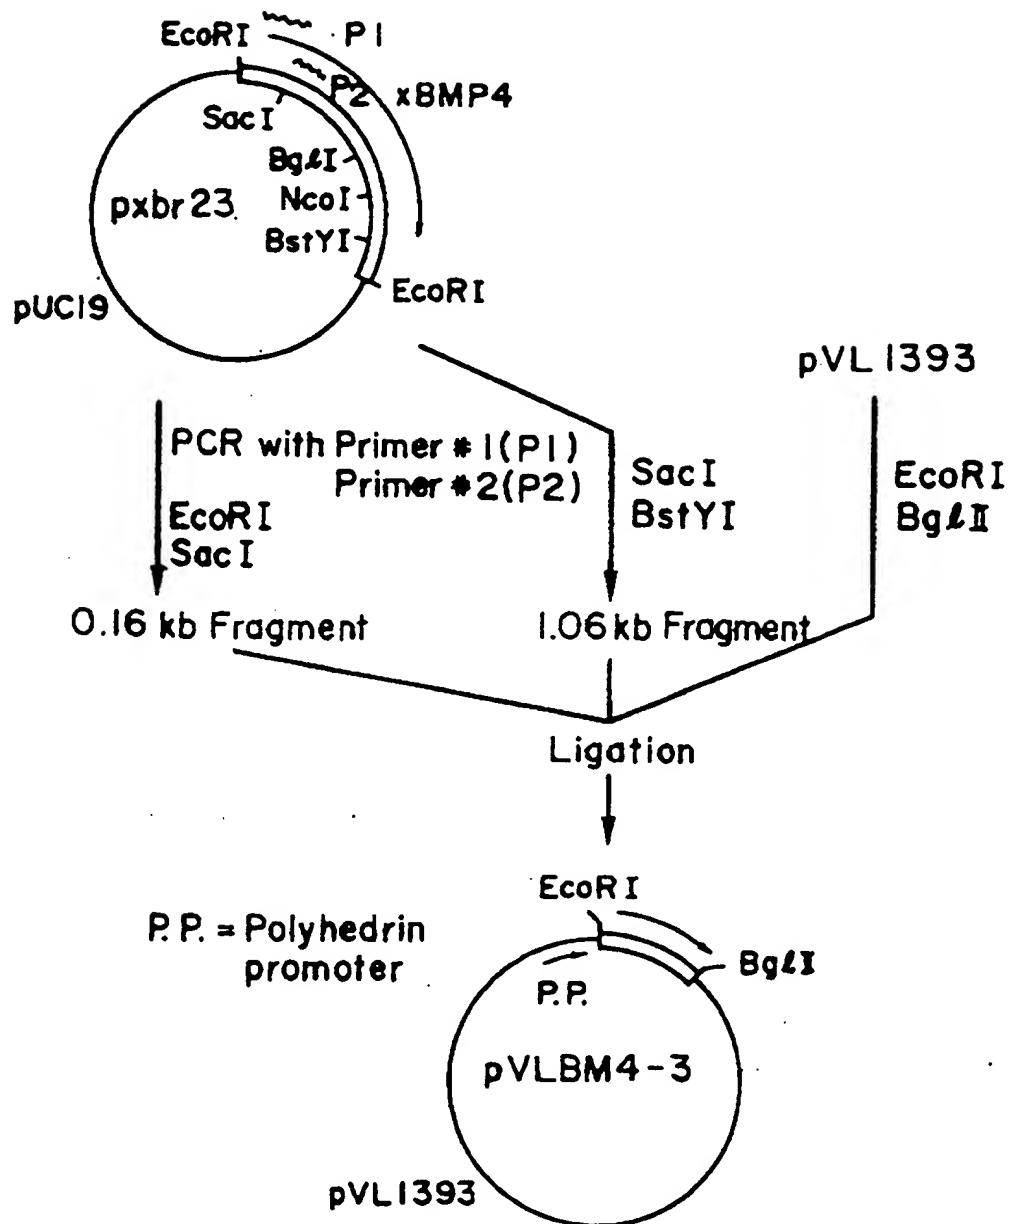 EcoRI P1
P2 xBMP4
SacI
BglI
pxbr23 NcoI
BstYI
EcoRI
pUC19
pVL1393
PCR with Primer #1(P1)
Primer #2(P2)
EcoRI
SacI
SacI
BstYI
EcoRI
BglII
0.16 kb Fragment
1.06 kb Fragment
Ligation
EcoRI
P.P. = Polyhedrin
promoter
BglI
P.P.
pVLBM4-3
pVL1393